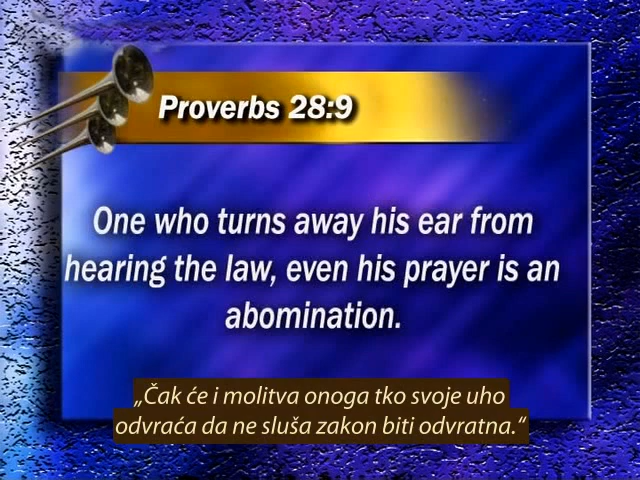 Proverbs 28:9
One who turns away his ear from
hearing the law, even his prayer is an
abomination.
„Čak će i molitva onoga tko svoje uho
odvraća da ne sluša zakon biti odvratna.“